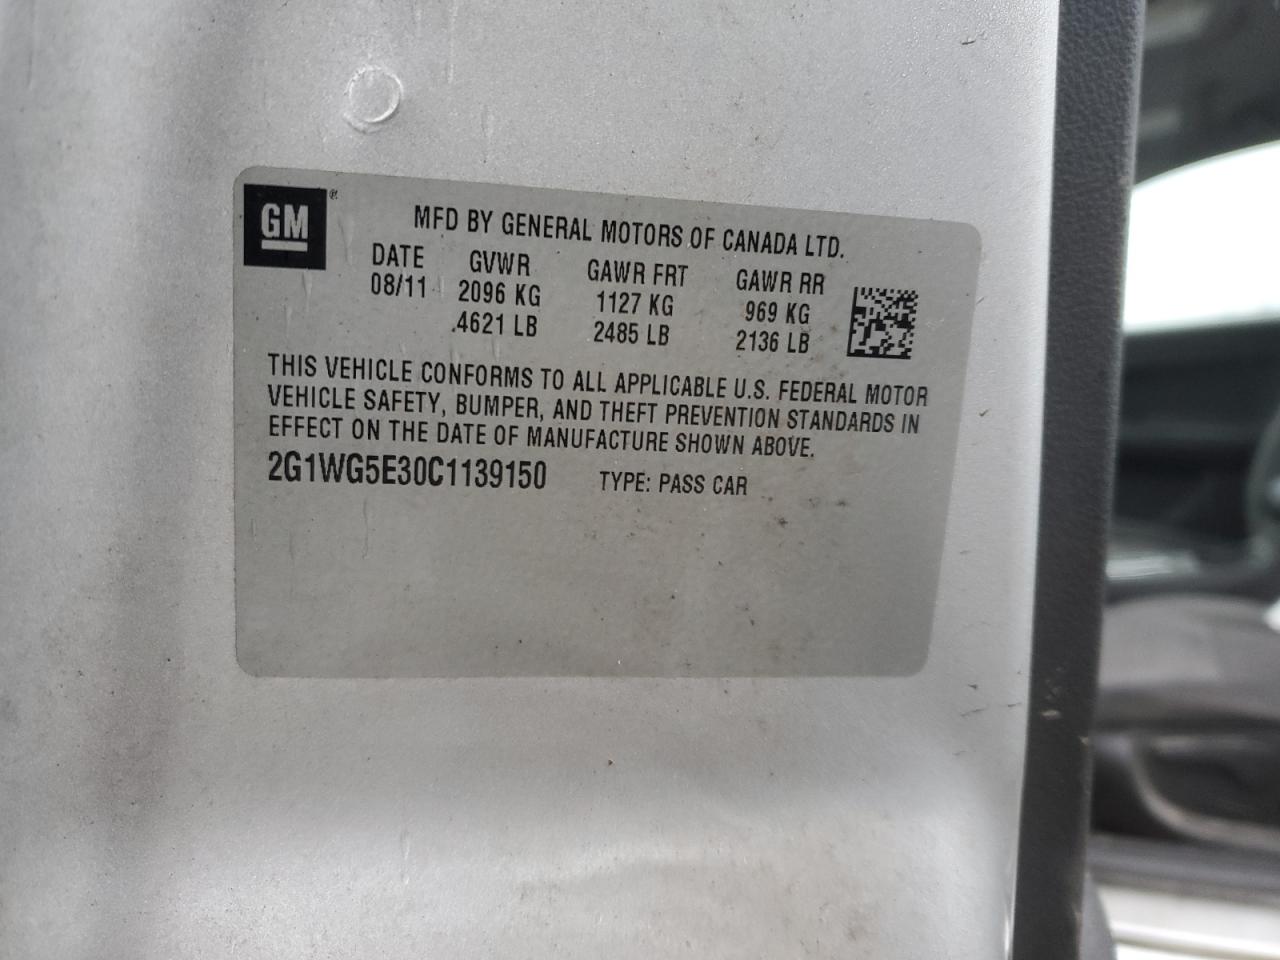 GM ®
MFD BY GENERAL MOTORS OF CANADA LTD.
DATE GVWR GAWR FRT GAWR RR
08/11 2096 KG 1127 KG 969 KG
4621 LB 2485 LB 2136 LB
THIS VEHICLE CONFORMS TO ALL APPLICABLE U.S. FEDERAL MOTOR
VEHICLE SAFETY, BUMPER, AND THEFT PREVENTION STANDARDS IN
EFFECT ON THE DATE OF MANUFACTURE SHOWN ABOVE.
2G1WG5E30C1139150 TYPE: PASS CAR